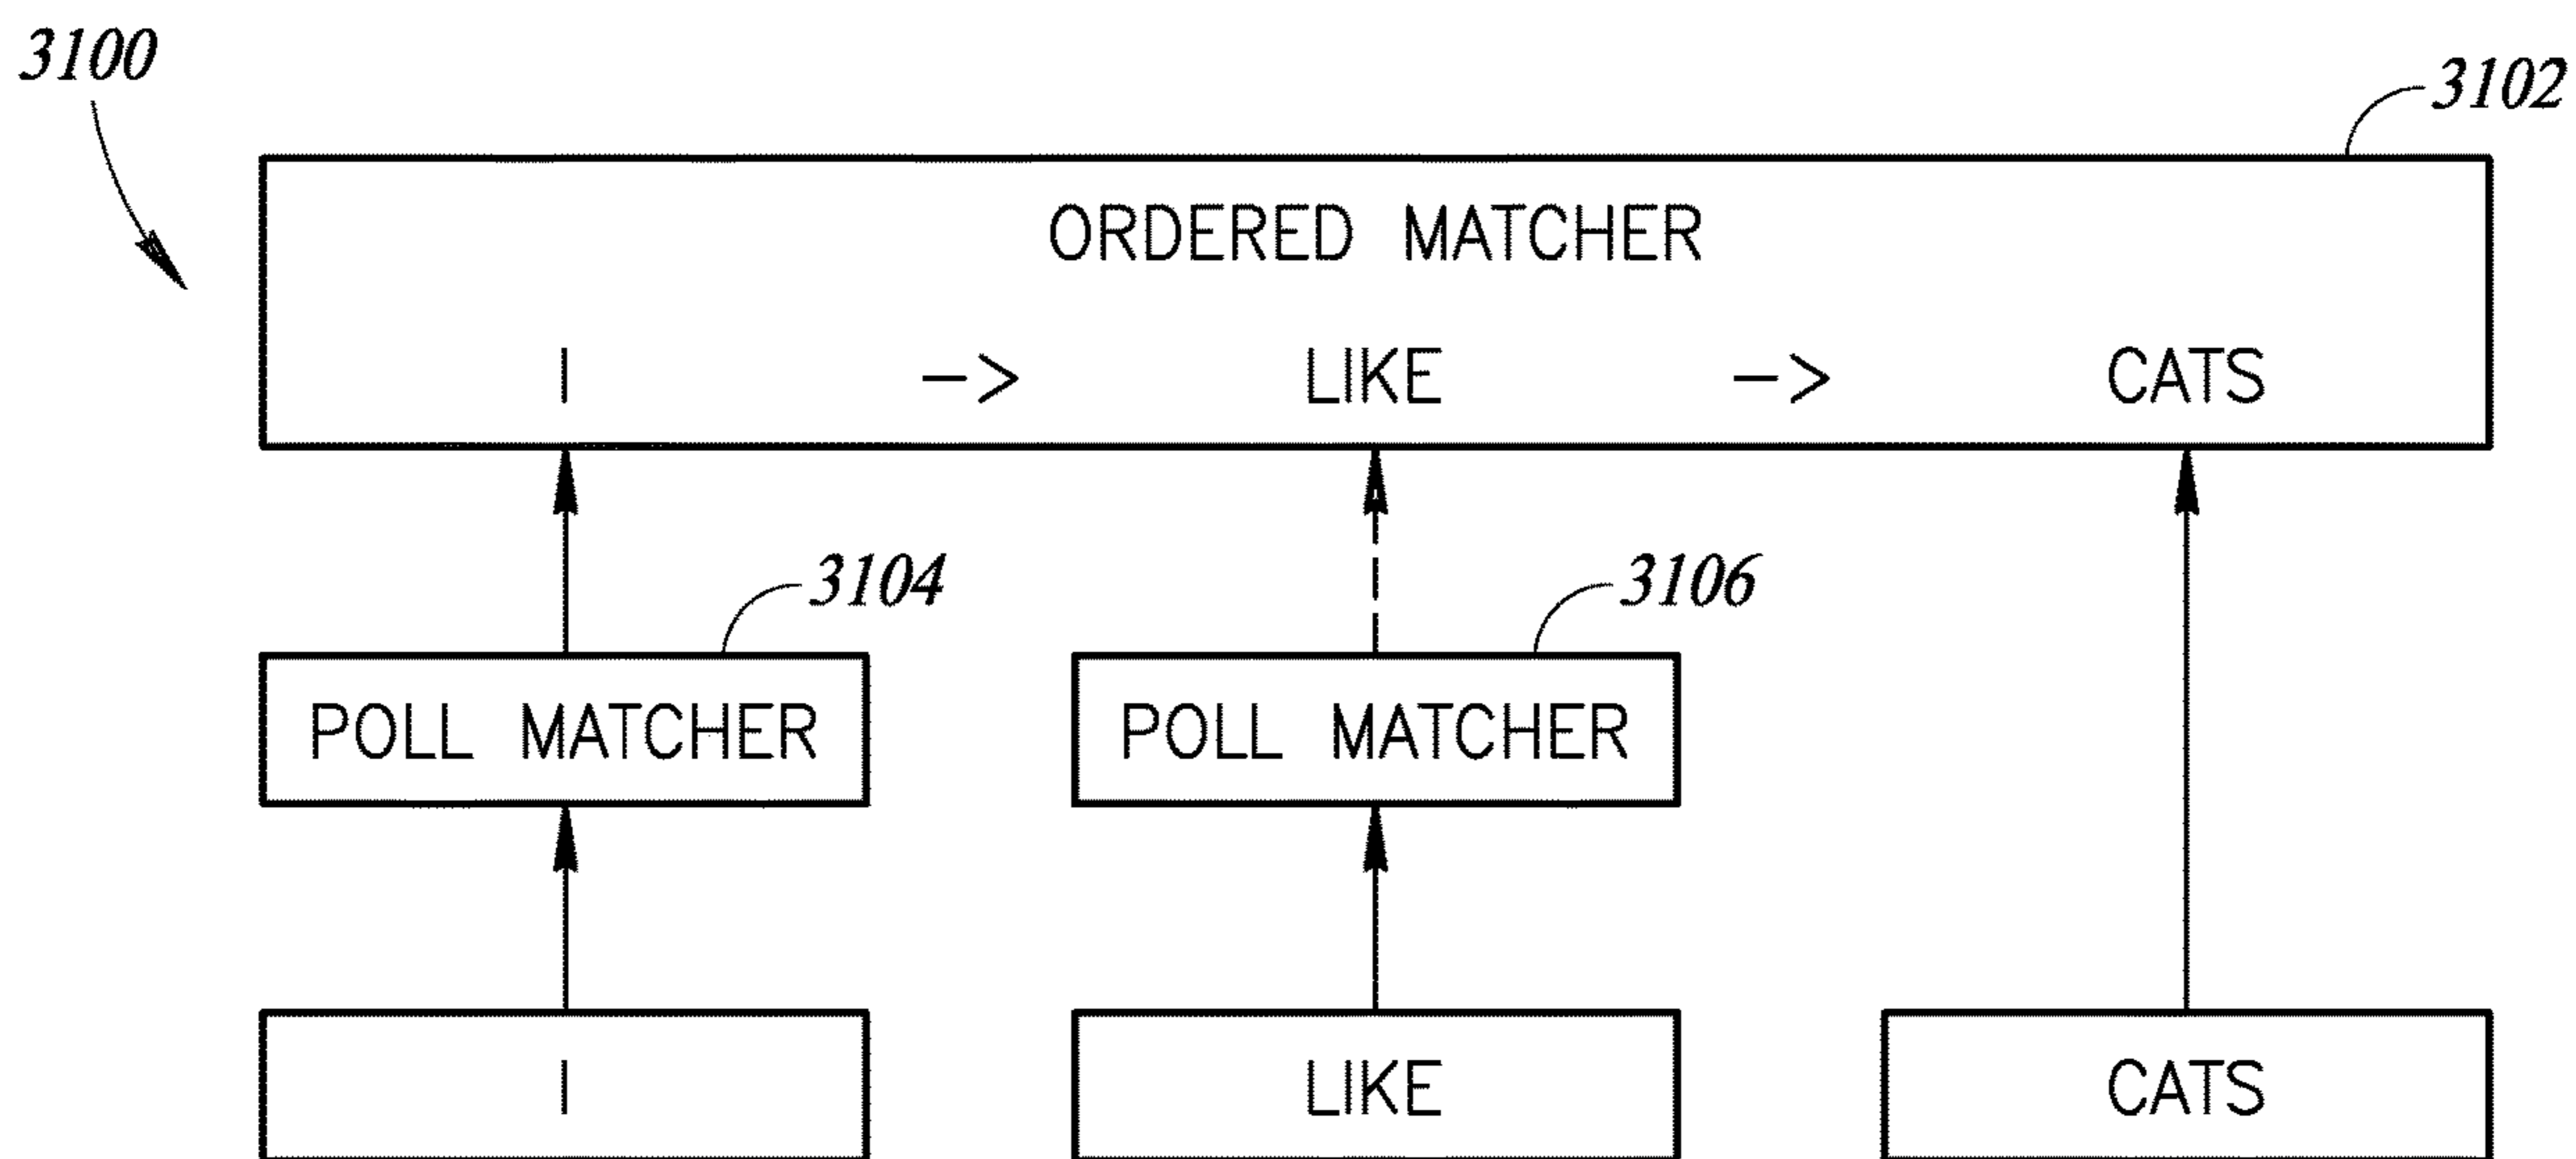 3100
3102
ORDERED MATCHER
I -> LIKE -> CATS
3104
3106
POLL MATCHER POLL MATCHER
I LIKE CATS